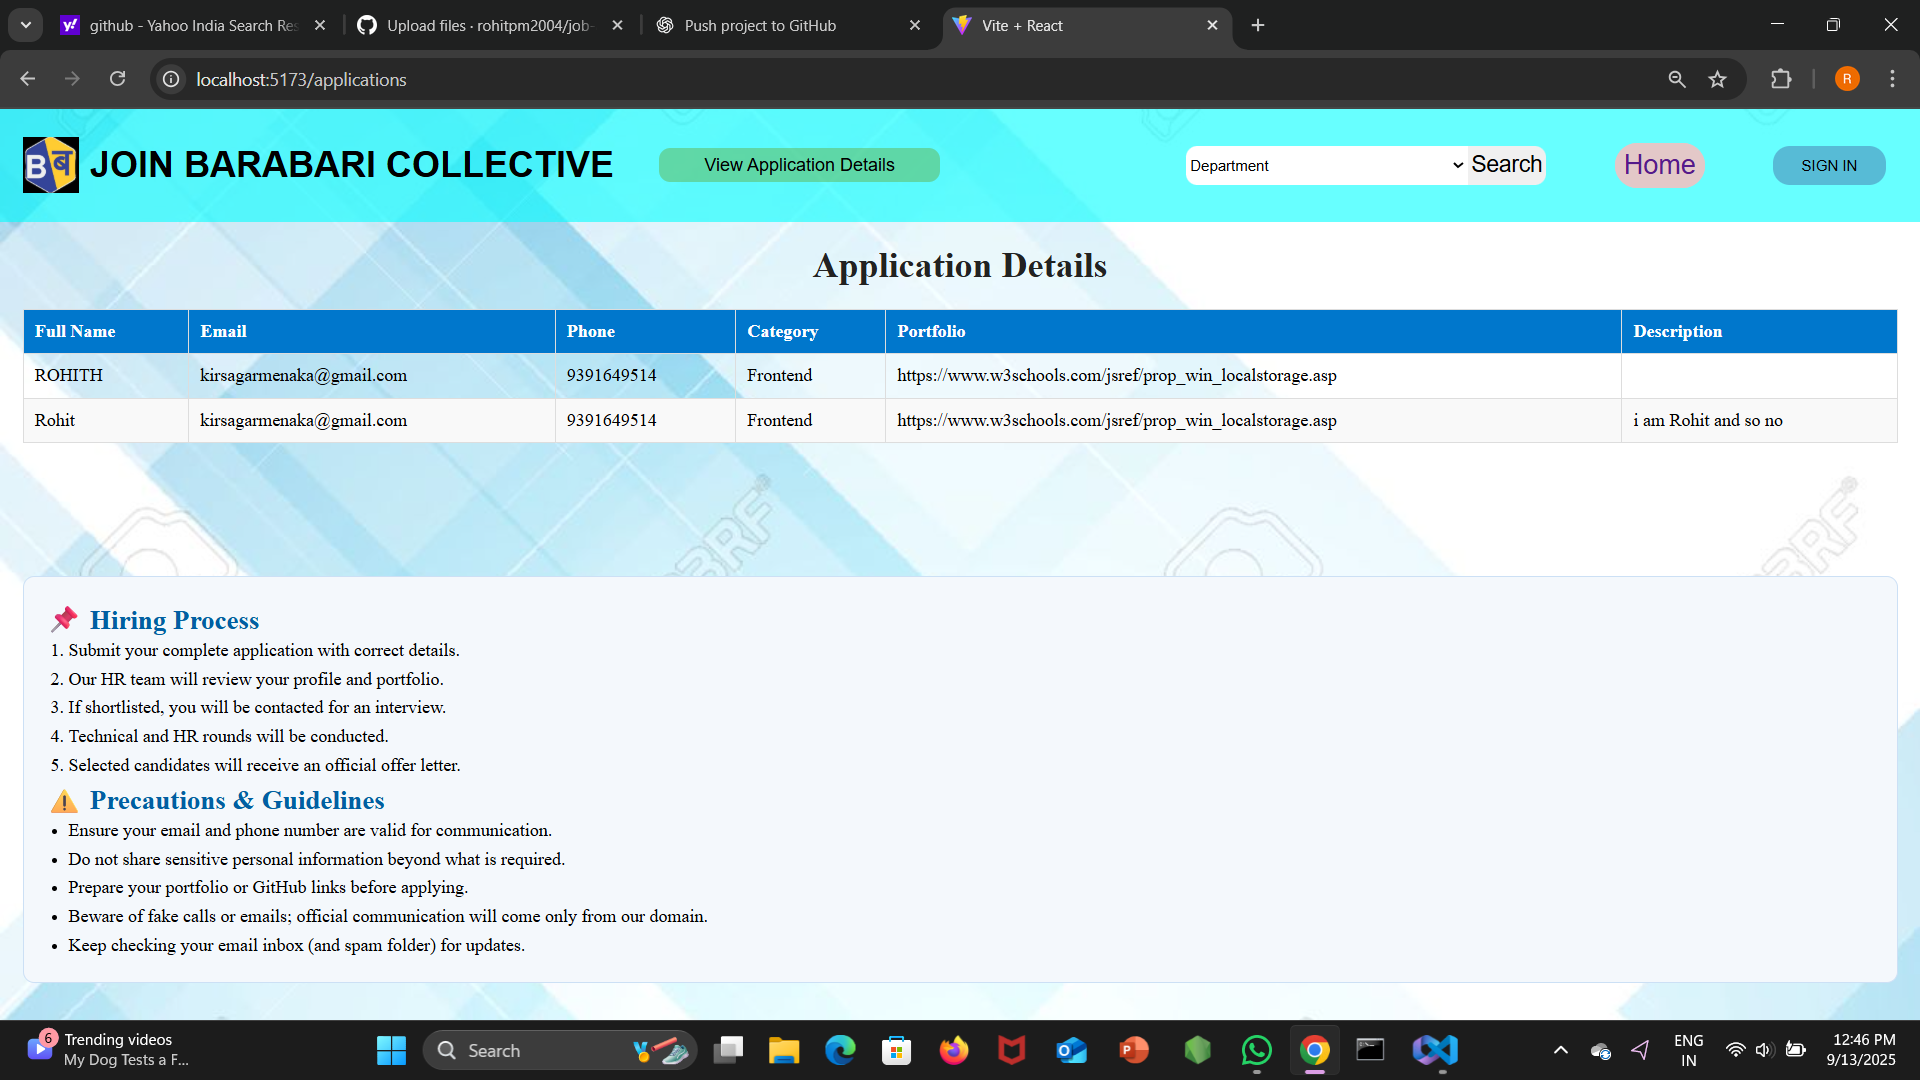 github - Yahoo India Search Res
Upload files · rohitpm2004/job-
Push project to GitHub
Vite + React
localhost:5173/applications
R
Bब
JOIN BARABARI COLLECTIVE
View Application Details
Department
Search
Home
SIGN IN
Application Details
Full Name Email Phone Category Portfolio Description
ROHITH kirsagarmenaka@gmail.com 9391649514 Frontend https://www.w3schools.com/jsref/prop_win_localstorage.asp
Rohit kirsagarmenaka@gmail.com 9391649514 Frontend https://www.w3schools.com/jsref/prop_win_localstorage.asp i am Rohit and so no
Hiring Process
1. Submit your complete application with correct details.
2. Our HR team will review your profile and portfolio.
3. If shortlisted, you will be contacted for an interview.
4. Technical and HR rounds will be conducted.
5. Selected candidates will receive an official offer letter.
Precautions & Guidelines
• Ensure your email and phone number are valid for communication.
• Do not share sensitive personal information beyond what is required.
• Prepare your portfolio or GitHub links before applying.
• Beware of fake calls or emails; official communication will come only from our domain.
• Keep checking your email inbox (and spam folder) for updates.
6
Trending videos
My Dog Tests a F...
Search
ENG
IN
12:46 PM
9/13/2025